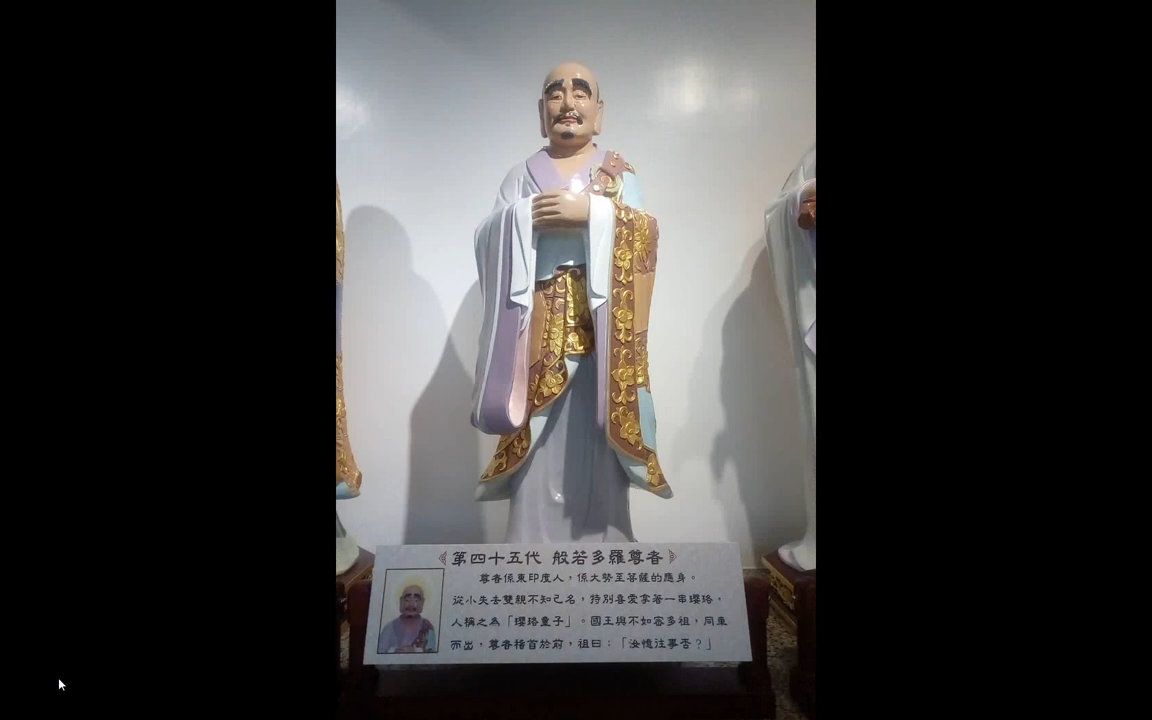 第四十五代 般若多羅尊者
尊者係東印度人，係大勢至菩薩的應身。
從小失去雙親不知己名，特別喜愛拿著一串瓔珞，
人稱之為「瓔珞童子」。國王與不如密多祖，同車
而出，尊者稽首於前，祖曰：「汝憶往事否？」